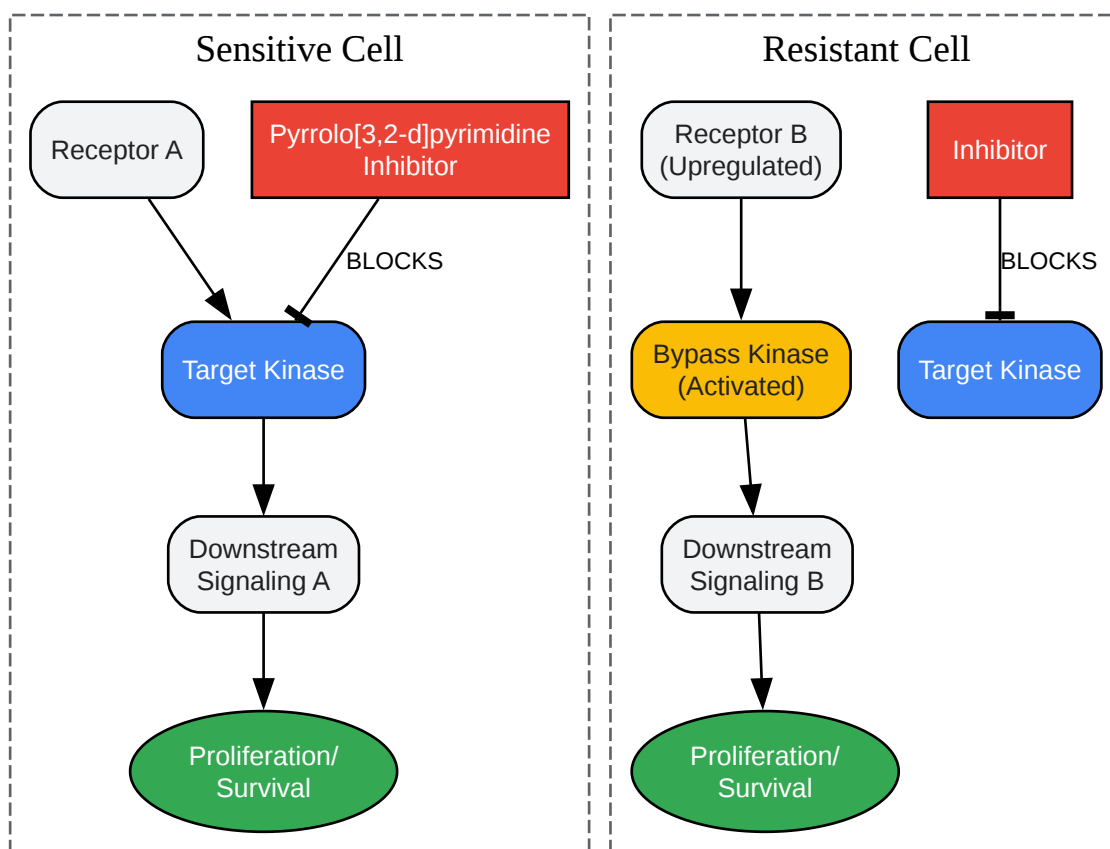 Sensitive Cell
Receptor A
Pyrrolo[3,2-d]pyrimidine
Inhibitor
BLOCKS
Target Kinase
Downstream
Signaling A
Proliferation/
Survival
Resistant Cell
Receptor B
(Upregulated)
Inhibitor
BLOCKS
Bypass Kinase
(Activated)
Target Kinase
Downstream
Signaling B
Proliferation/
Survival